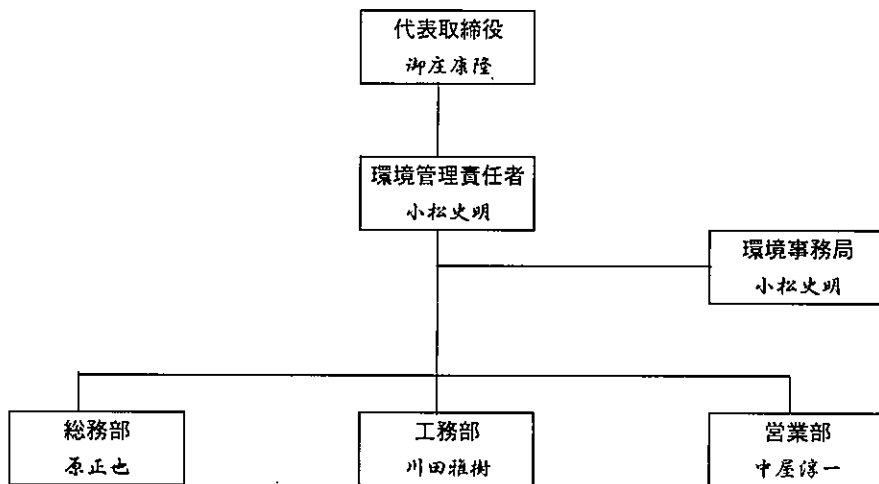 代表取締役
御庄康隆
環境管理責任者
小松史明
環境事務局
小松史明
総務部
原正也
工務部
川田雅樹
営業部
中屋淳一